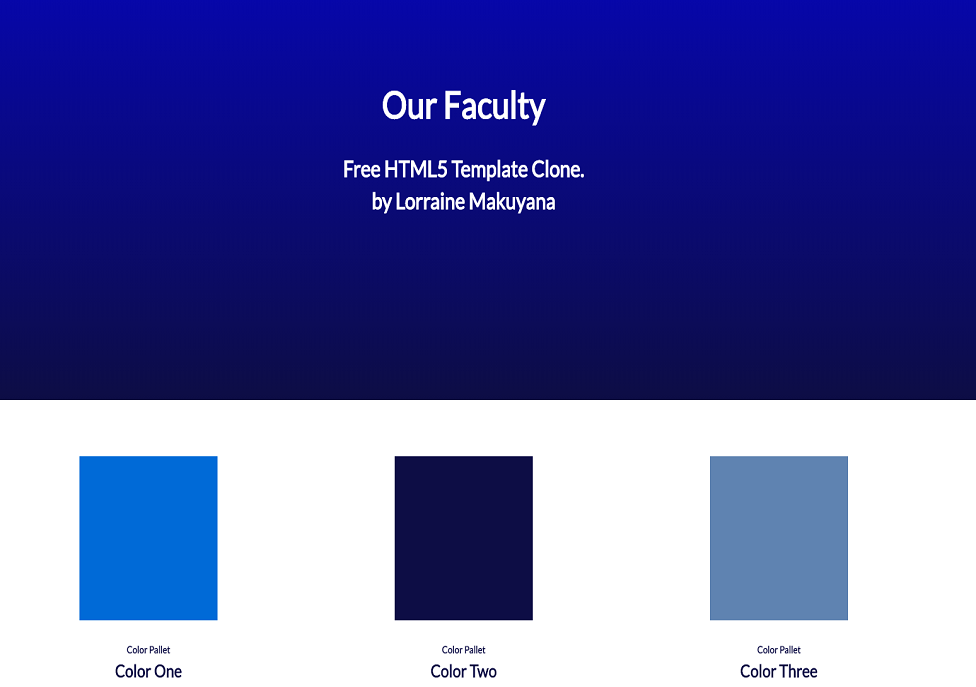 Our Faculty
Free HTML5 Template Clone.
by Lorraine Makuyana
Color Pallet
Color One
Color Pallet
Color Two
Color Pallet
Color Three